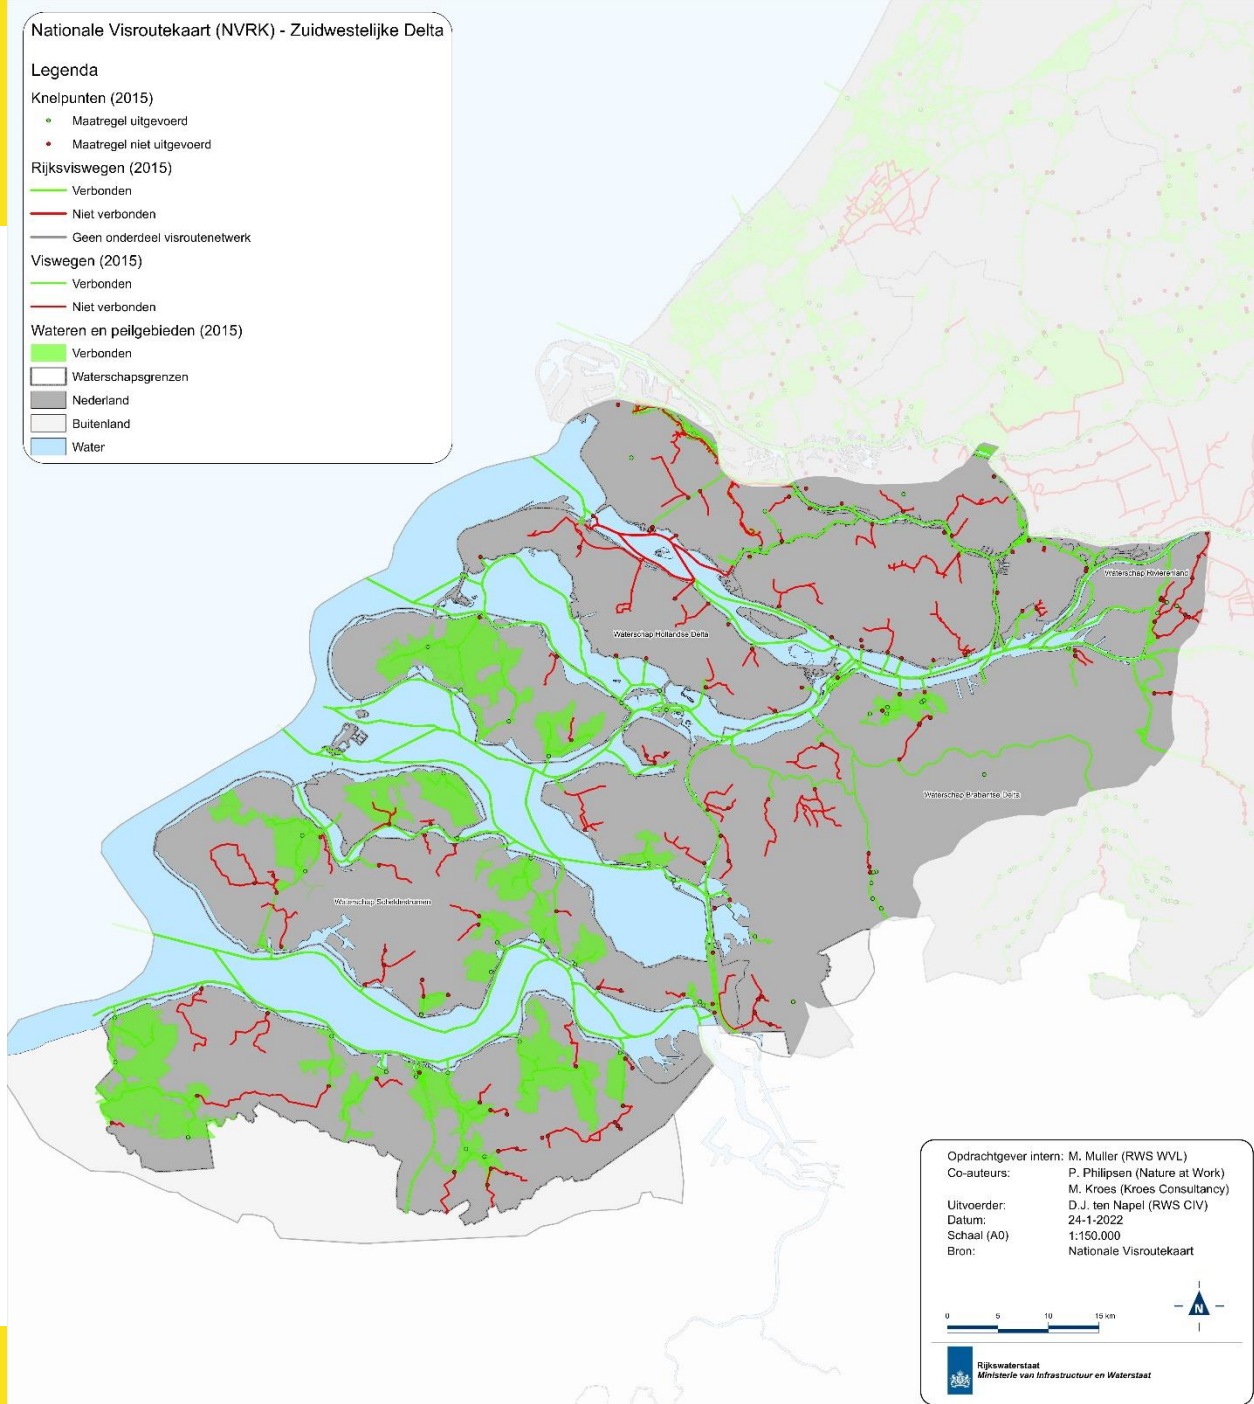 Nationale Visroutekaart (NVRK) - Zuidwestelijke Delta
Legenda
Knelpunten (2015)
Maatregel uitgevoerd
Maatregel niet uitgevoerd
Rijksviswegen (2015)
Verbonden
Niet verbonden
Geen onderdeel visroutenetwerk
Viswegen (2015)
Verbonden
Niet verbonden
Wateren en peilgebieden (2015)
Verbonden
Waterschapsgrenzen
Nederland
Buitenland
Water
Waterschap Rivierenland
Waterschap Hollandse Delta
Waterschap Brabantse Delta
Waterschap Scheldestromen
Opdrachtgever intern: M. Muller (RWS WVL)
Co-auteurs: P. Philipsen (Nature at Work)
M. Kroes (Kroes Consultancy)
Uitvoerder: D.J. ten Napel (RWS CIV)
Datum: 24-1-2022
Schaal (A0) 1:150.000
Bron: Nationale Visroutekaart
N
0 5 10 15 km
Rijkswaterstaat
Ministerie van Infrastructuur en Waterstaat